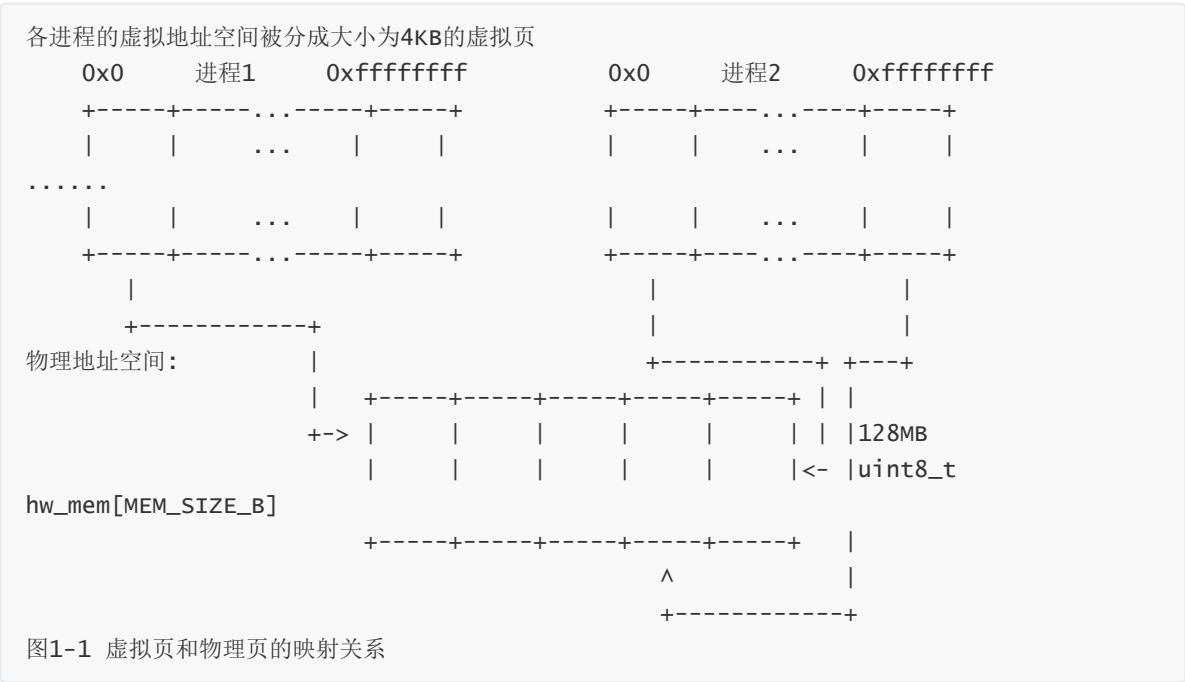 各进程的虚拟地址空间被分成大小为4KB的虚拟页
    0x0      进程1     0xffffffff          0x0      进程2     0xffffffff
    +-----+-----...-----+-----+          +-----+----...----+-----+
    |     |     ...    |     |           |     |    ...    |     |
......
    |     |     ...    |     |           |     |    ...    |     |
    +-----+-----...-----+-----+          +-----+----...----+-----+
       |                                    |                 |
       +------------+                       |                 |
物理地址空间:         |                       +-----------+ +---+
                    |   +-----+-----+-----+-----+-----+ | |
                    +-> |     |     |     |     |     | | |128MB
                        |     |     |     |     |     |<- |uint8_t
hw_mem[MEM_SIZE_B]
                        +-----+-----+-----+-----+-----+   |
                                             ^            |
                                             +------------+
图1-1 虚拟页和物理页的映射关系